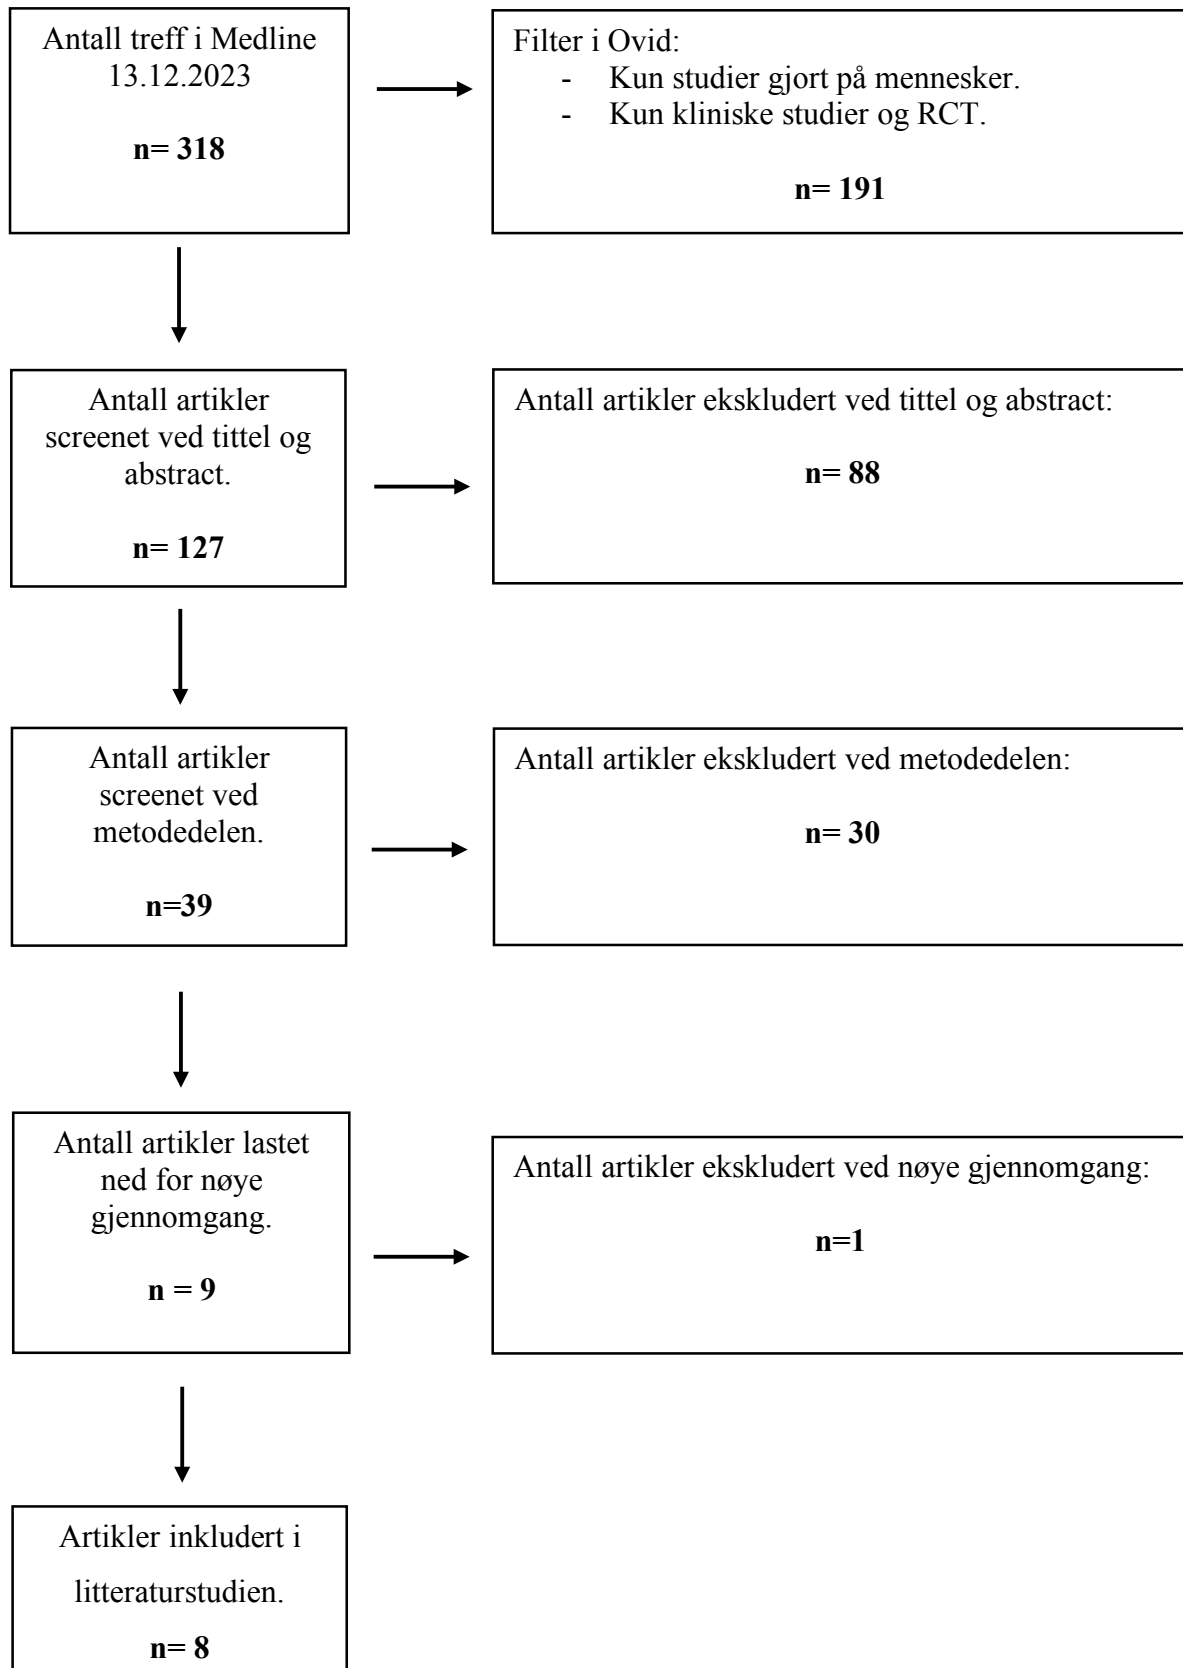 Antall treff i Medline
13.12.2023
n= 318
Filter i Ovid:
- Kun studier gjort på mennesker.
- Kun kliniske studier og RCT.
n= 191
Antall artikler
screenet ved tittel og
abstract.
n= 127
Antall artikler ekskludert ved tittel og abstract:
n= 88
Antall artikler
screenet ved
metodedelen.
n=39
Antall artikler ekskludert ved metodedelen:
n= 30
Antall artikler lastet
ned for nøye
gjennomgang.
n = 9
Antall artikler ekskludert ved nøye gjennomgang:
n=1
Artikler inkludert i
litteraturstudien.
n= 8